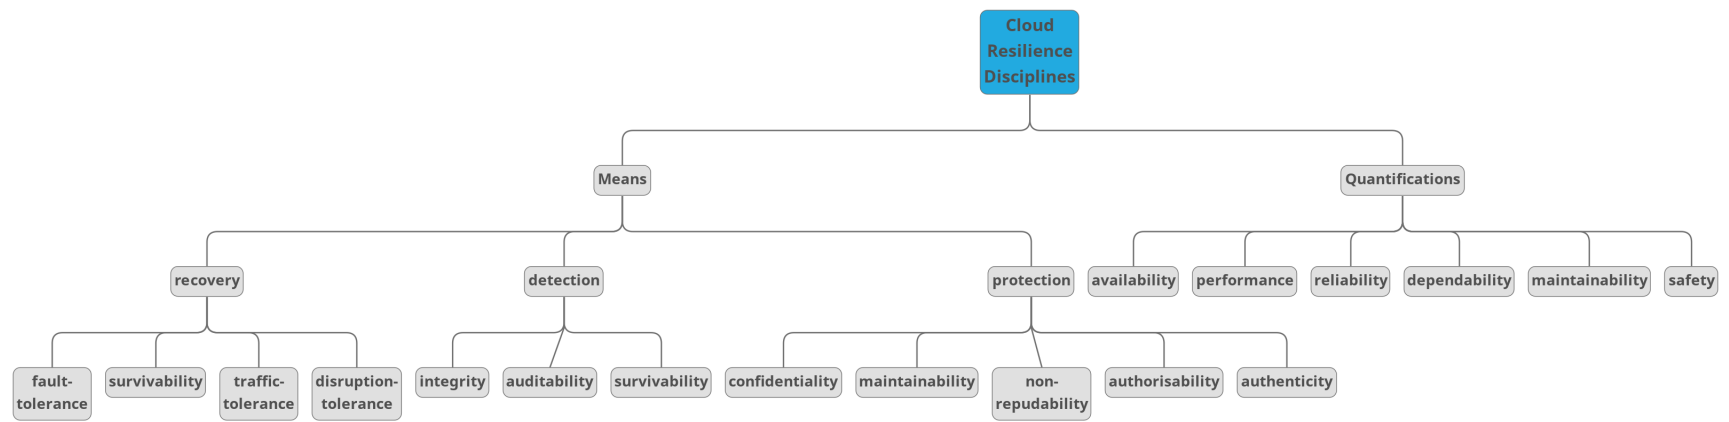 Cloud
Resilience
Disciplines
Means
Quantifications
recovery
detection
protection
availability
performance
reliability
dependability
maintainability
safety
fault-
tolerance
survivability
traffic-
tolerance
disruption-
tolerance
integrity
auditability
survivability
confidentiality
maintainability
non-
repudability
authorisability
authenticity